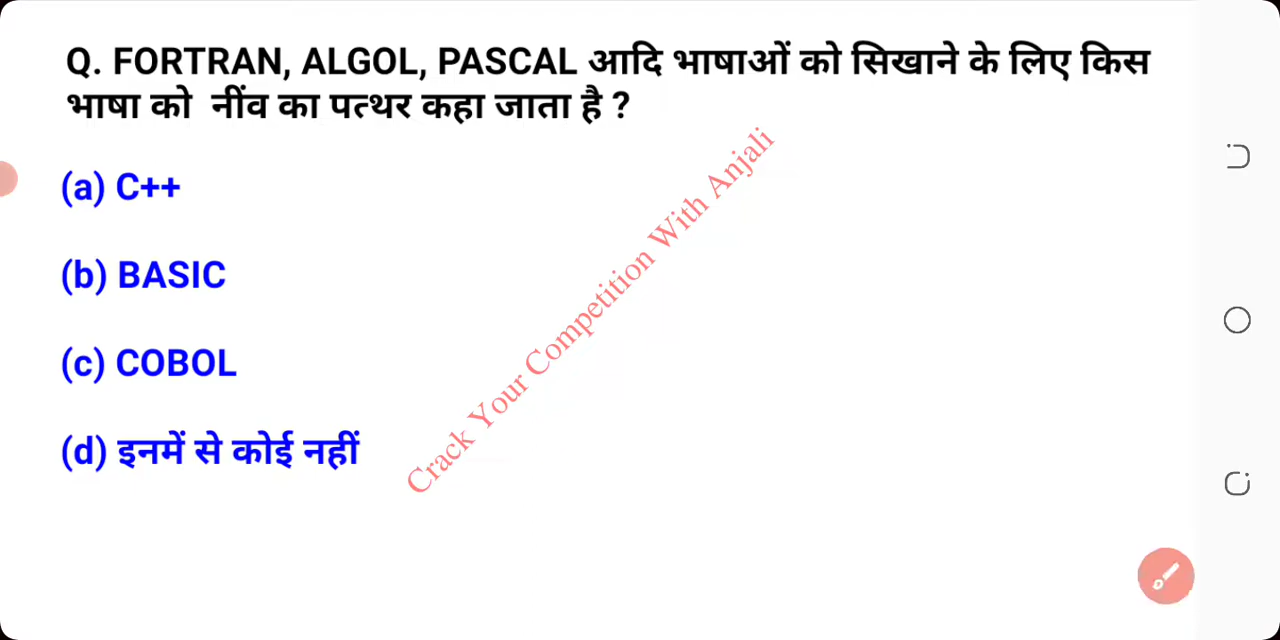 Q. FORTRAN, ALGOL, PASCAL आदि भाषाओं को सिखाने के लिए किस
भाषा को नींव का पत्थर कहा जाता है ?
(a) C++
(b) BASIC
(c) COBOL
(d) इनमें से कोई नहीं
Crack Your Competition With Anjali